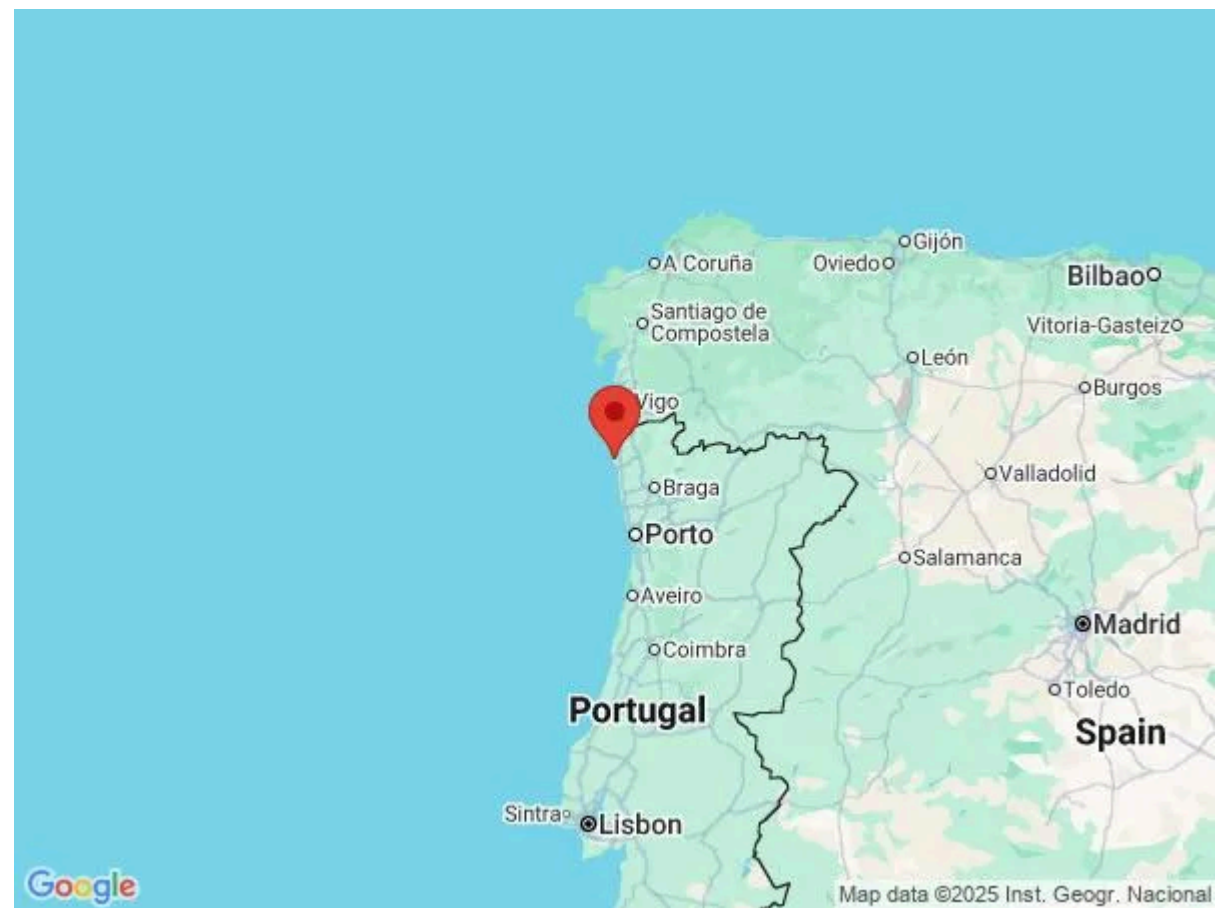 Gijón
A Coruña
Oviedo
Bilbao
Santiago de
Compostela
Vitoria-Gasteiz
León
Burgos
Vigo
Valladolid
Braga
Porto
Salamanca
Aveiro
Madrid
Coimbra
Toledo
Portugal
Spain
Sintra
Lisbon
Google
Map data ©2025 Inst. Geogr. Nacional